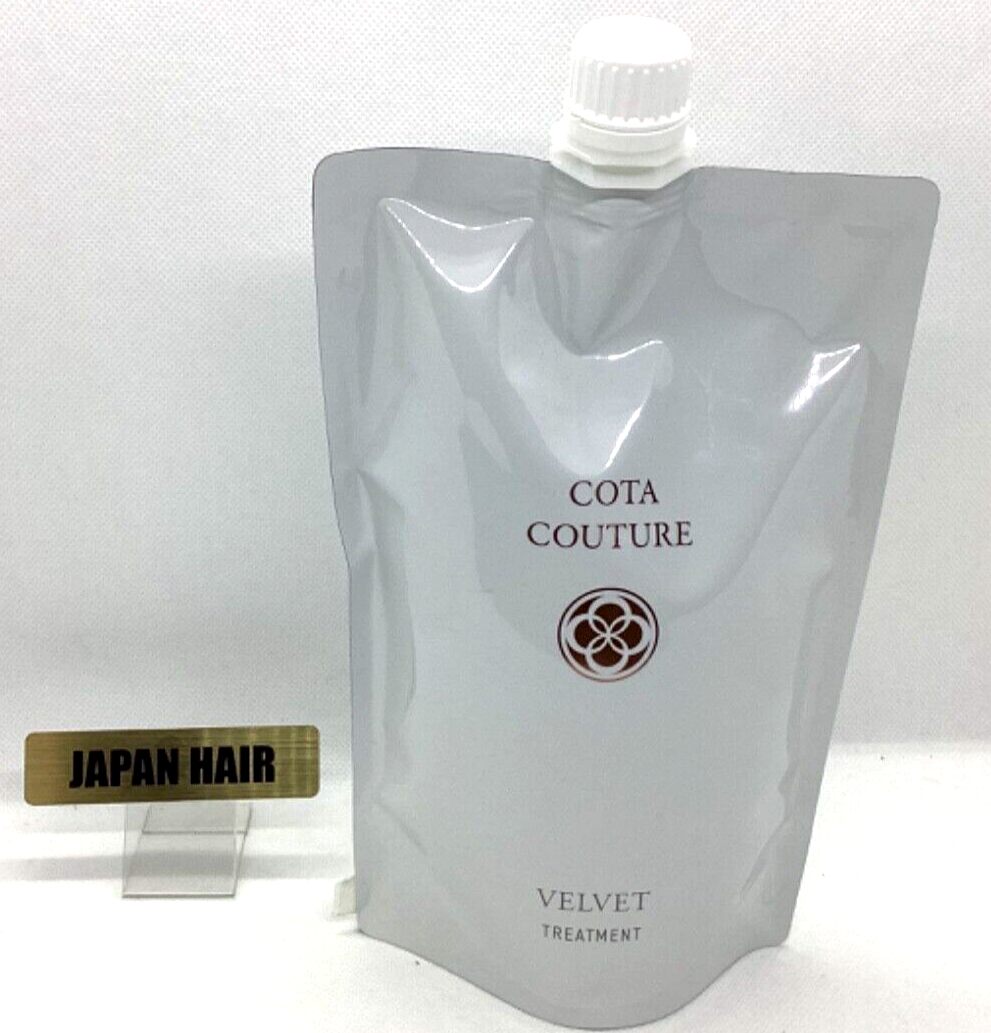 COTA
COUTURE
JAPAN HAIR
VELVET
TREATMENT